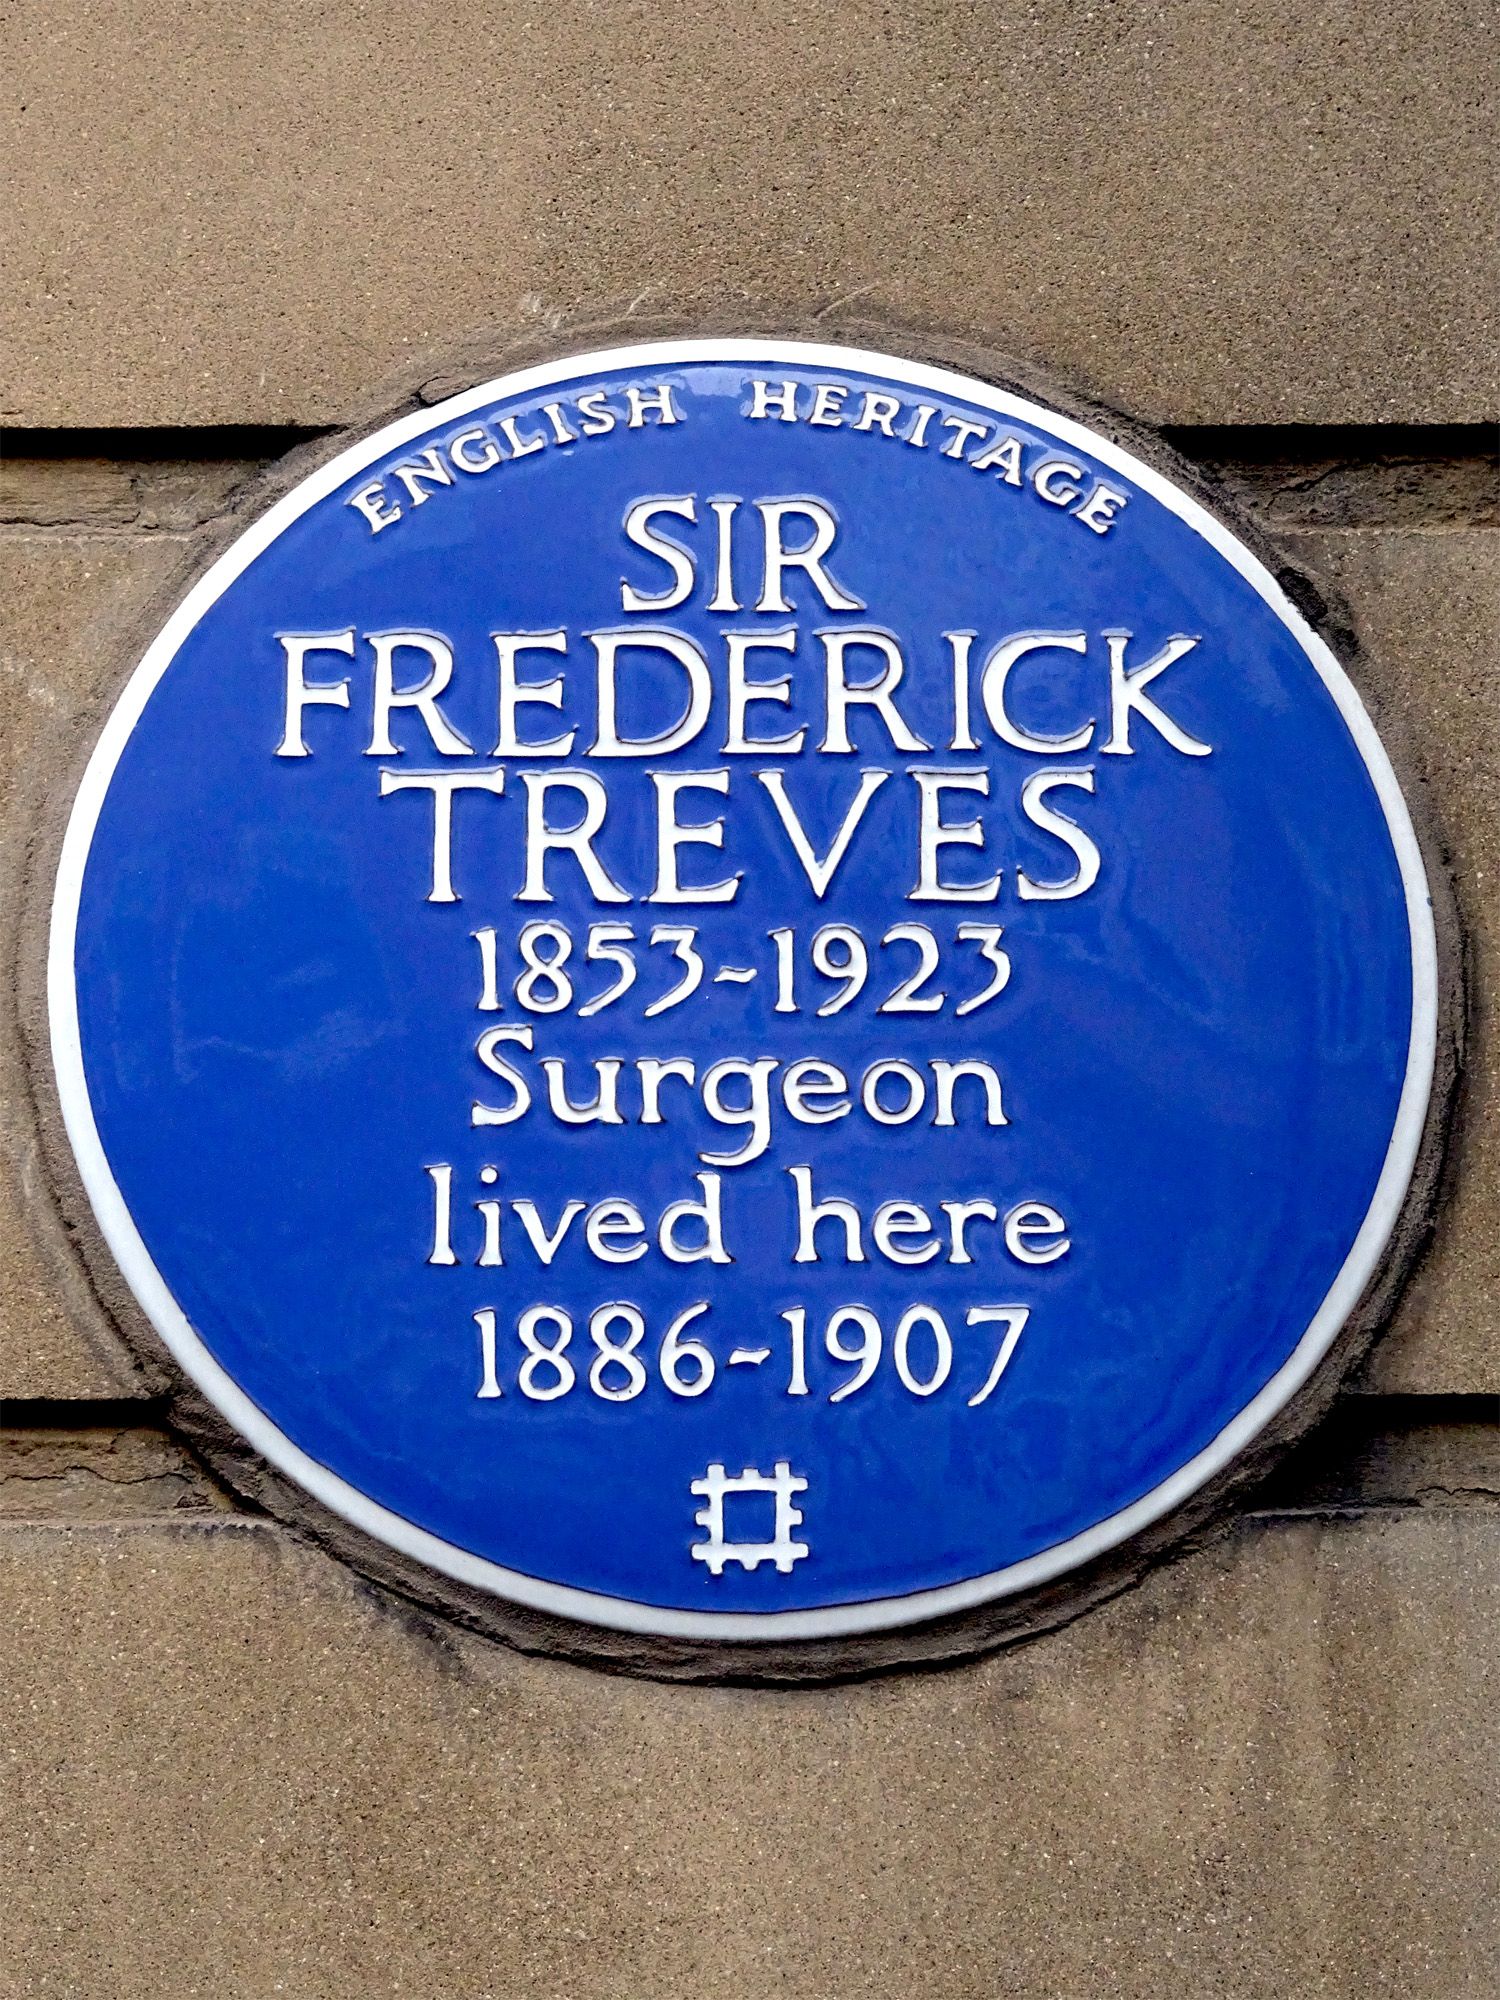 ENGLISH HERITAGE
SIR
FREDERICK
TREVES
1853-1923
Surgeon
lived here
1886-1907